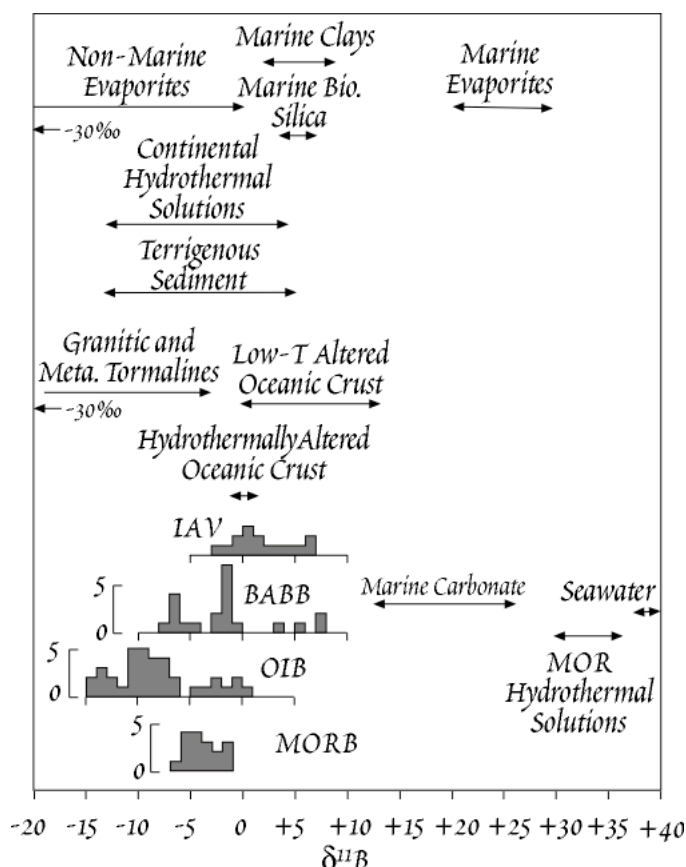 Marine Clays
Non-Marine
Evaporites
Marine Bio.
Silica
Marine
Evaporites
-30‰
Continental
Hydrothermal
Solutions
Terrigenous
Sediment
Granitic and
Meta. Tormalines
Low-T Altered
Oceanic Crust
-30‰
HydrothermallyAltered
Oceanic Crust
IAV
5
0
BABB
Marine Carbonate
Seawater
5
0
OIB
MOR
Hydrothermal
Solutions
5
0
MORB
-20 -15 -10 -5 0 +5 +10 +15 +20 +25 +30 +35 +40
δ¹¹B